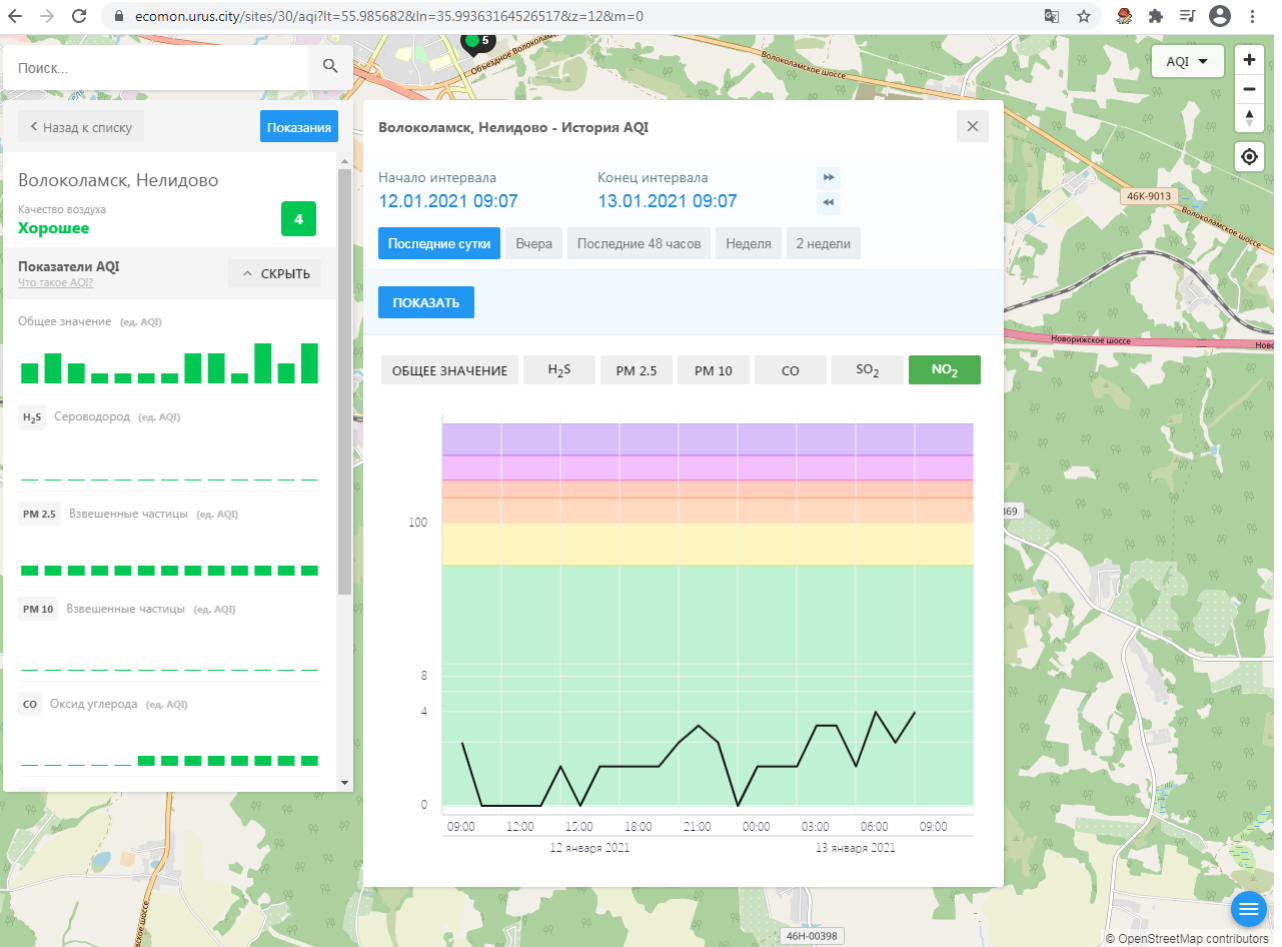 ecomon.urus.city/sites/30/aqi?lt=55.985682&ln=35.99363164526517&z=12&m=0
5
Объездное Волоколамск
Волоколамское шоссе
Поиск...
AQI
Назад к списку
Показания
Волоколамск, Нелидово
Качество воздуха
Хорошее
4
Показатели AQI
Что такое AQI?
СКРЫТЬ
Общее значение (ед. AQI)
H2S Сероводород (ед. AQI)
PM 2.5 Взвешенные частицы (ед. AQI)
PM 10 Взвешенные частицы (ед. AQI)
CO Оксид углерода (ед. AQI)
Волоколамск, Нелидово - История AQI
Начало интервала
Конец интервала
12.01.2021 09:07
13.01.2021 09:07
Последние сутки
Вчера
Последние 48 часов
Неделя
2 недели
ПОКАЗАТЬ
ОБЩЕЕ ЗНАЧЕНИЕ
H2S
PM 2.5
PM 10
CO
SO2
NO2
100
8
4
0
09:00 12:00 15:00 18:00 21:00 00:00 03:00 06:00 09:00
12 января 2021
13 января 2021
46К-9013
Волоколамское шоссе
Новорижское шоссе
Ново
369
46Н-00398
© OpenStreetMap contributors